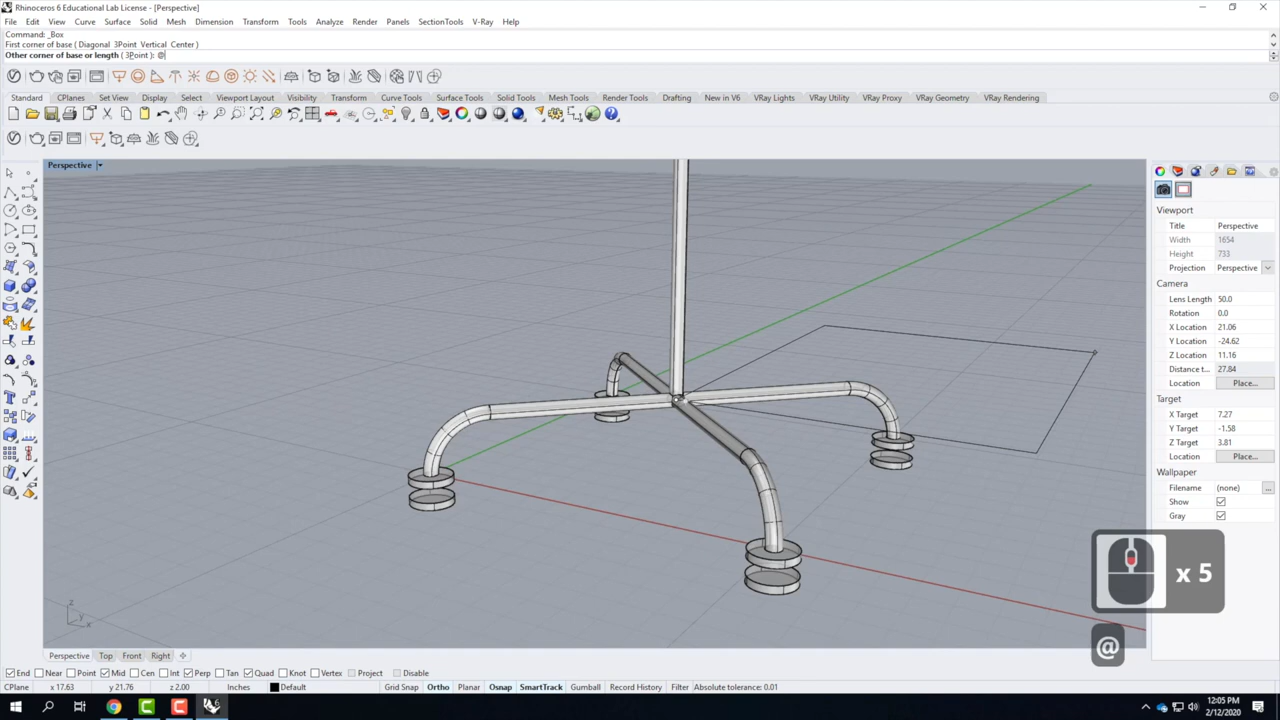 Rhinoceros 6 Educational Lab License - [Perspective]
File Edit View Curve Surface Solid Mesh Dimension Transform Tools Analyze Render Panels SectionTools V-Ray Help
Command: _Box
First corner of base ( Diagonal 3Point Vertical Center )
Other corner of base or length ( 3Point ): @
Standard CPlanes Set View Display Select Viewport Layout Visibility Transform Curve Tools Surface Tools Solid Tools Mesh Tools Render Tools Drafting New in V6 VRay Lights VRay Utility VRay Proxy VRay Geometry VRay Rendering
Perspective
Viewport
Title Perspective
Width 1654
Height 733
Projection Perspective
Camera
Lens Length 50.0
Rotation 0.0
X Location 21.06
Y Location -24.62
Z Location 11.16
Distance t... 27.84
Location Place...
Target
X Target 7.27
Y Target -1.58
Z Target 3.81
Location Place...
Wallpaper
Filename (none) ...
Show
Gray
x 5
@
z
y
x
Perspective Top Front Right
End Near Point Mid Cen Int Perp Tan Quad Knot Vertex Project Disable
CPlane x 17.63 y 21.76 z 2.00 Inches Default Grid Snap Ortho Planar Osnap SmartTrack Gumball Record History Filter Absolute tolerance: 0.01
12:05 PM
2/12/2020